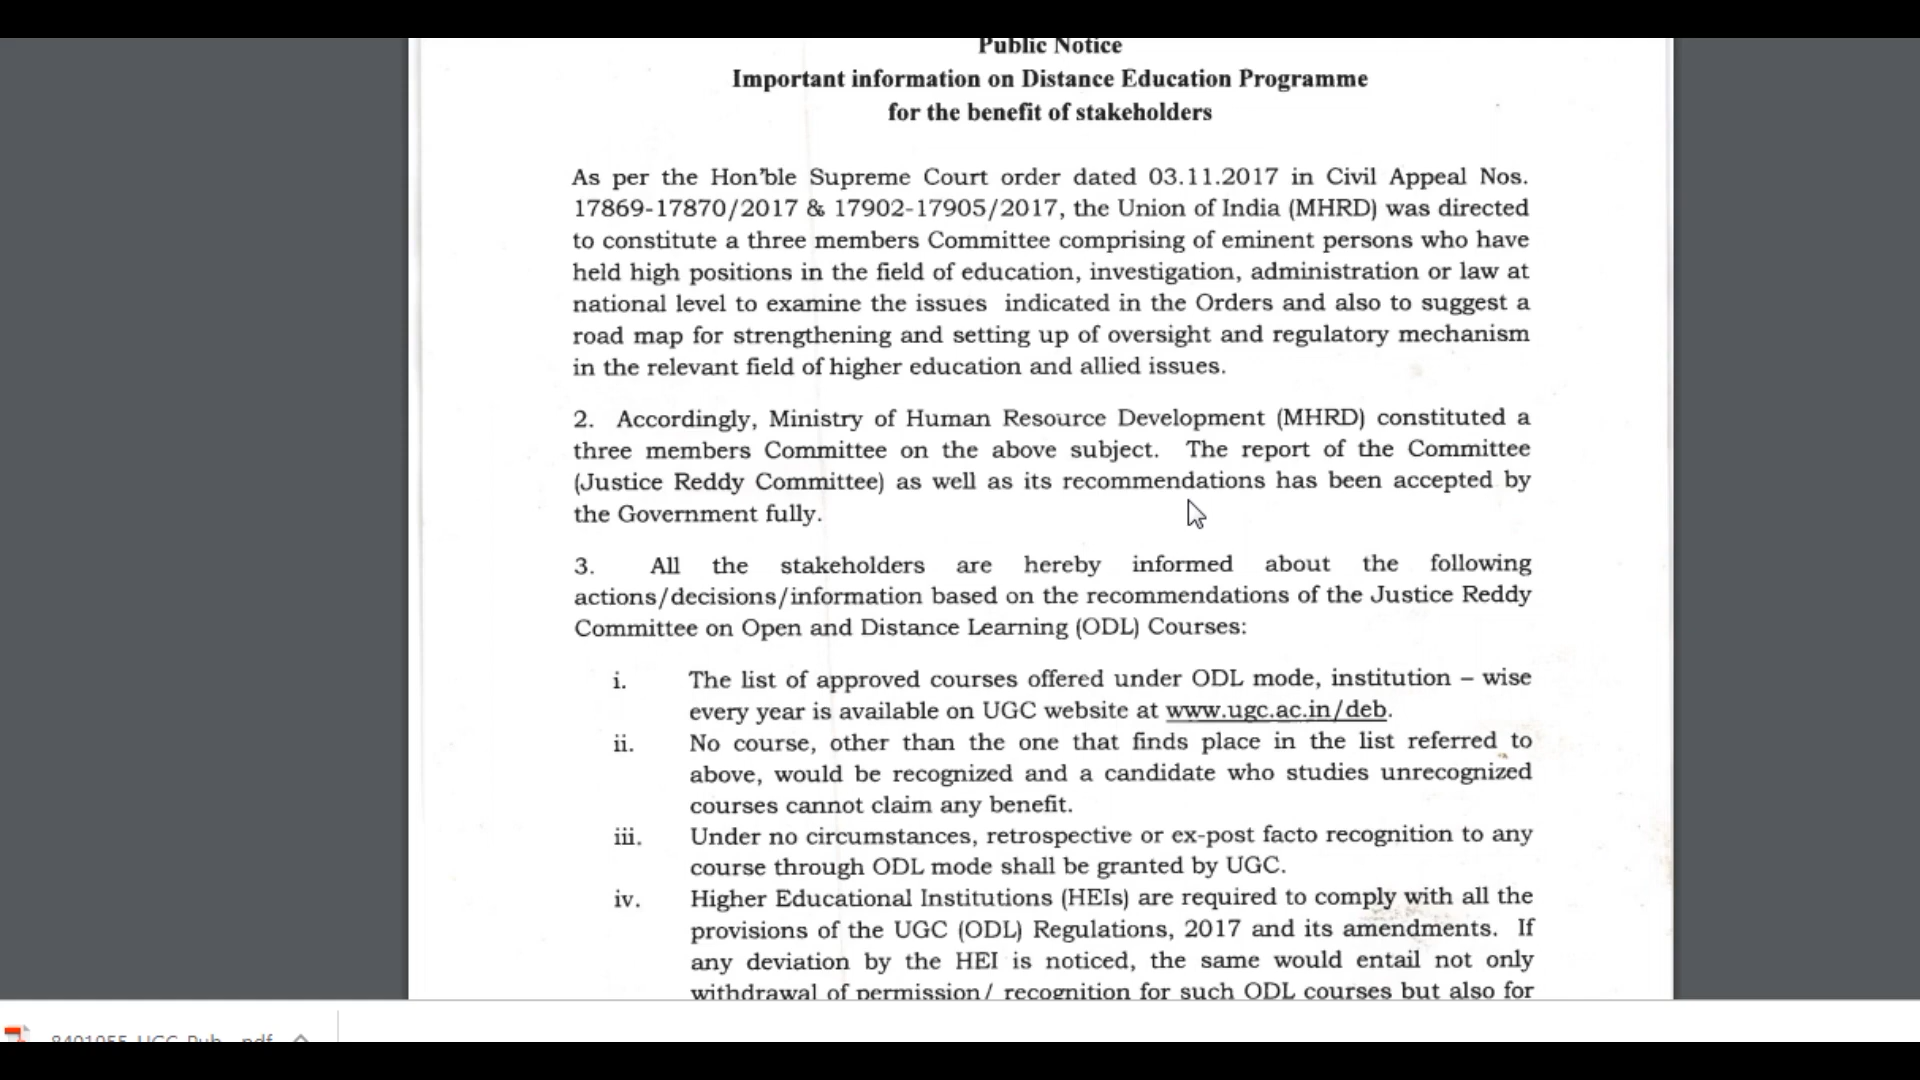 Public Notice
Important information on Distance Education Programme
for the benefit of stakeholders
As per the Hon'ble Supreme Court order dated 03.11.2017 in Civil Appeal Nos.
17869-17870/2017 & 17902-17905/2017, the Union of India (MHRD) was directed
to constitute a three members Committee comprising of eminent persons who have
held high positions in the field of education, investigation, administration or law at
national level to examine the issues indicated in the Orders and also to suggest a
road map for strengthening and setting up of oversight and regulatory mechanism
in the relevant field of higher education and allied issues.
2. Accordingly, Ministry of Human Resource Development (MHRD) constituted a
three members Committee on the above subject. The report of the Committee
(Justice Reddy Committee) as well as its recommendations has been accepted by
the Government fully.
3. All the stakeholders are hereby informed about the following
actions/decisions/information based on the recommendations of the Justice Reddy
Committee on Open and Distance Learning (ODL) Courses:
i. The list of approved courses offered under ODL mode, institution – wise
every year is available on UGC website at www.ugc.ac.in/deb.
ii. No course, other than the one that finds place in the list referred to
above, would be recognized and a candidate who studies unrecognized
courses cannot claim any benefit.
iii. Under no circumstances, retrospective or ex-post facto recognition to any
course through ODL mode shall be granted by UGC.
iv. Higher Educational Institutions (HEIs) are required to comply with all the
provisions of the UGC (ODL) Regulations, 2017 and its amendments. If
any deviation by the HEI is noticed, the same would entail not only
withdrawal of permission/ recognition for such ODL courses but also for
8401055_UGC_Pub....pdf